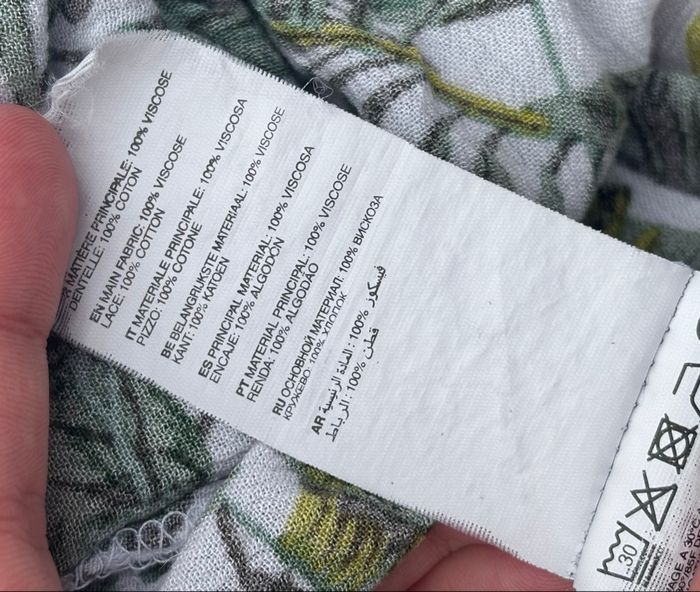 MATIÈRE PRINCIPALE: 100% VISCOSE
DENTELLE: 100% COTON
EN MAIN FABRIC: 100% VISCOSE
LACE: 100% COTTON
IT MATERIALE PRINCIPALE: 100% VISCOSA
PIZZO: 100% COTONE
BE BELANGRIJKSTE MATERIAAL: 100% VISCOSE
KANT: 100% KATOEN
ES PRINCIPAL MATERIAL: 100% VISCOSA
ENCAJE: 100% ALGODÓN
PT MATERIAL PRINCIPAL: 100% VISCOSE
RENDA: 100% ALGODÃO
RU ОСНОВНОЙ МАТЕРИАЛ: 100% ВИСКОЗА
КРУЖЕВО: 100% ХЛОПОК
AR المادة الرئيسية: 100% فيسكوز
الرباط: 100% قطن
30